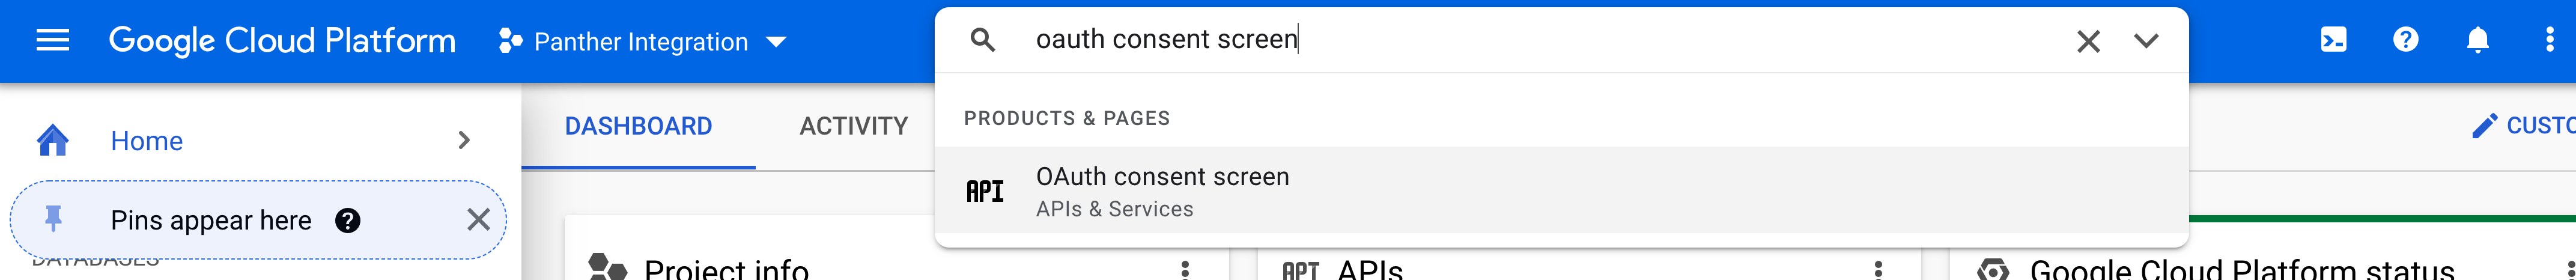 Google Cloud Platform
Panther Integration
oauth consent screen
Home
DASHBOARD
ACTIVITY
PRODUCTS & PAGES
CUSTO
OAuth consent screen
API
APIs & Services
Pins appear here
DATABASES
Project info
API APIs
Google Cloud Platform status